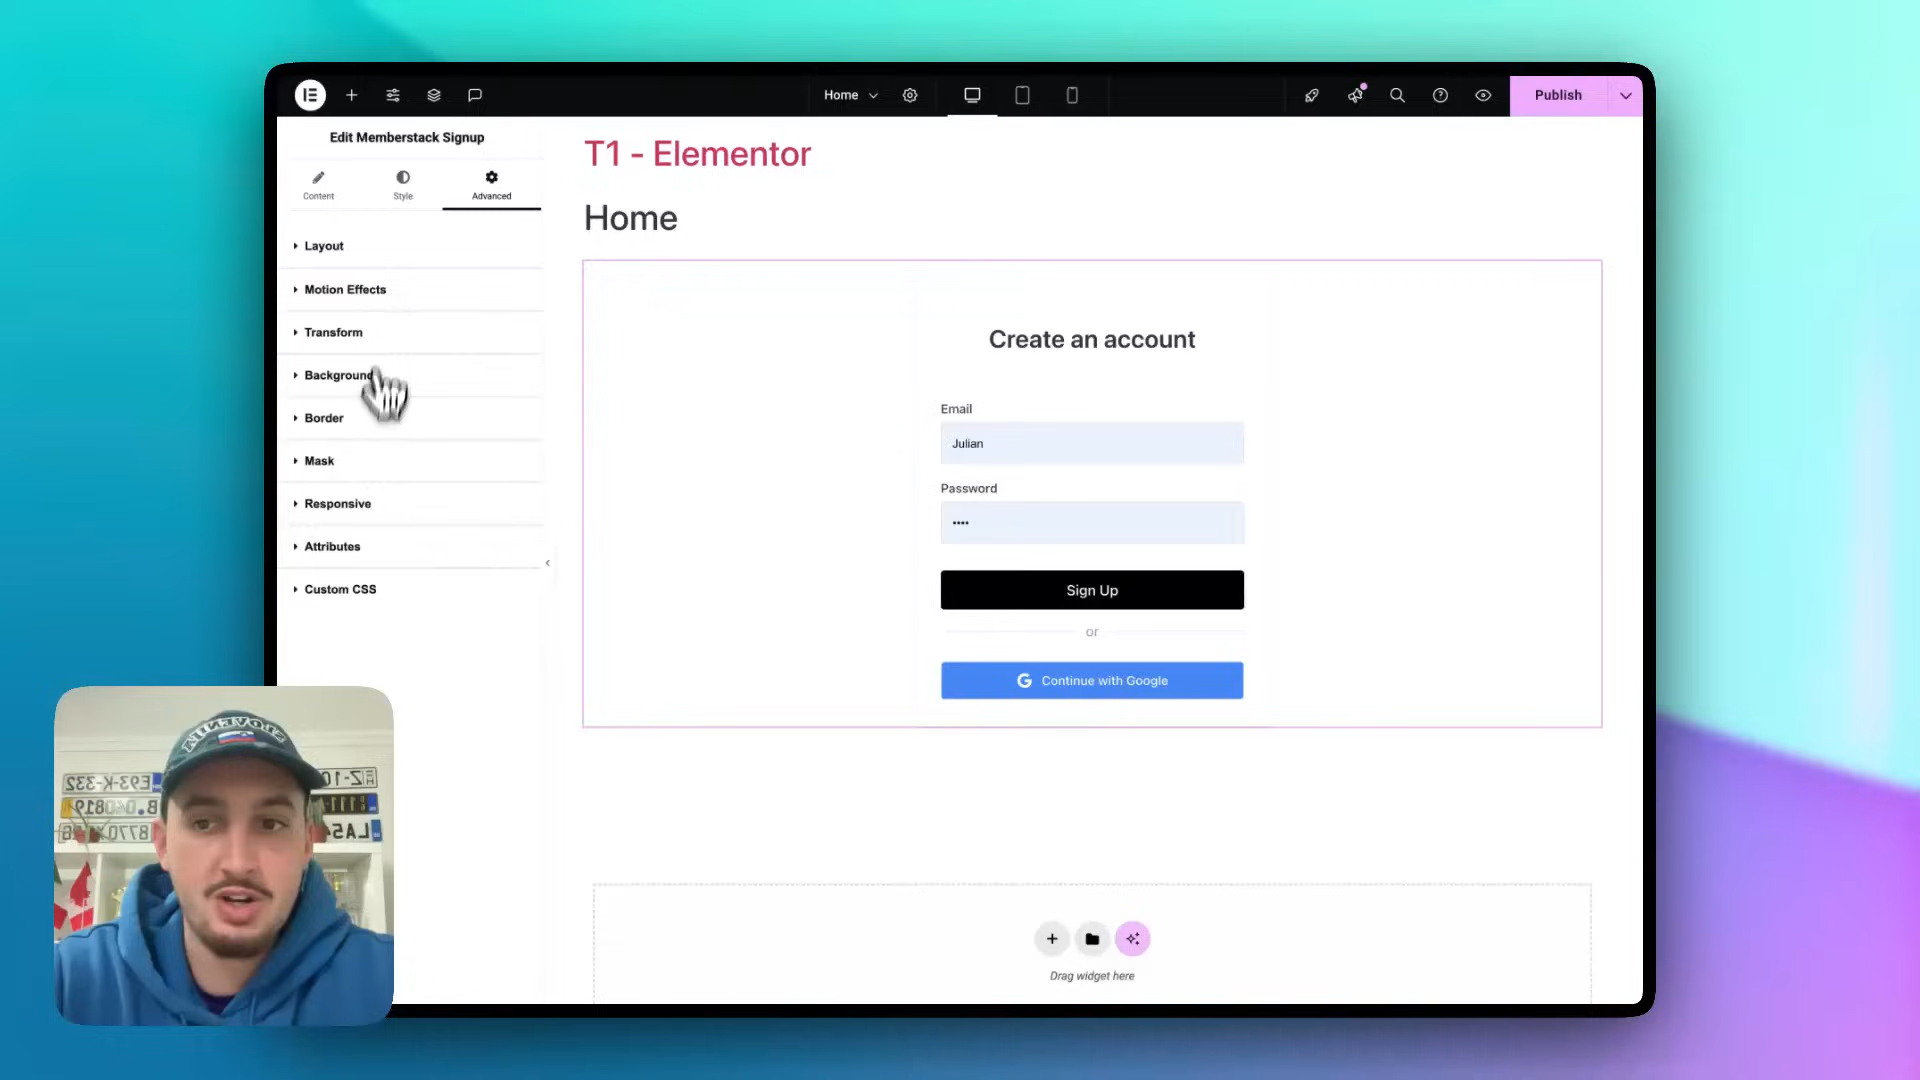 Home
Publish
Edit Memberstack Signup
Content
Style
Advanced
Layout
Motion Effects
Transform
Background
Border
Mask
Responsive
Attributes
Custom CSS
T1 - Elementor
Home
Create an account
Email
Julian
Password
••••
Sign Up
or
Continue with Google
Drag widget here